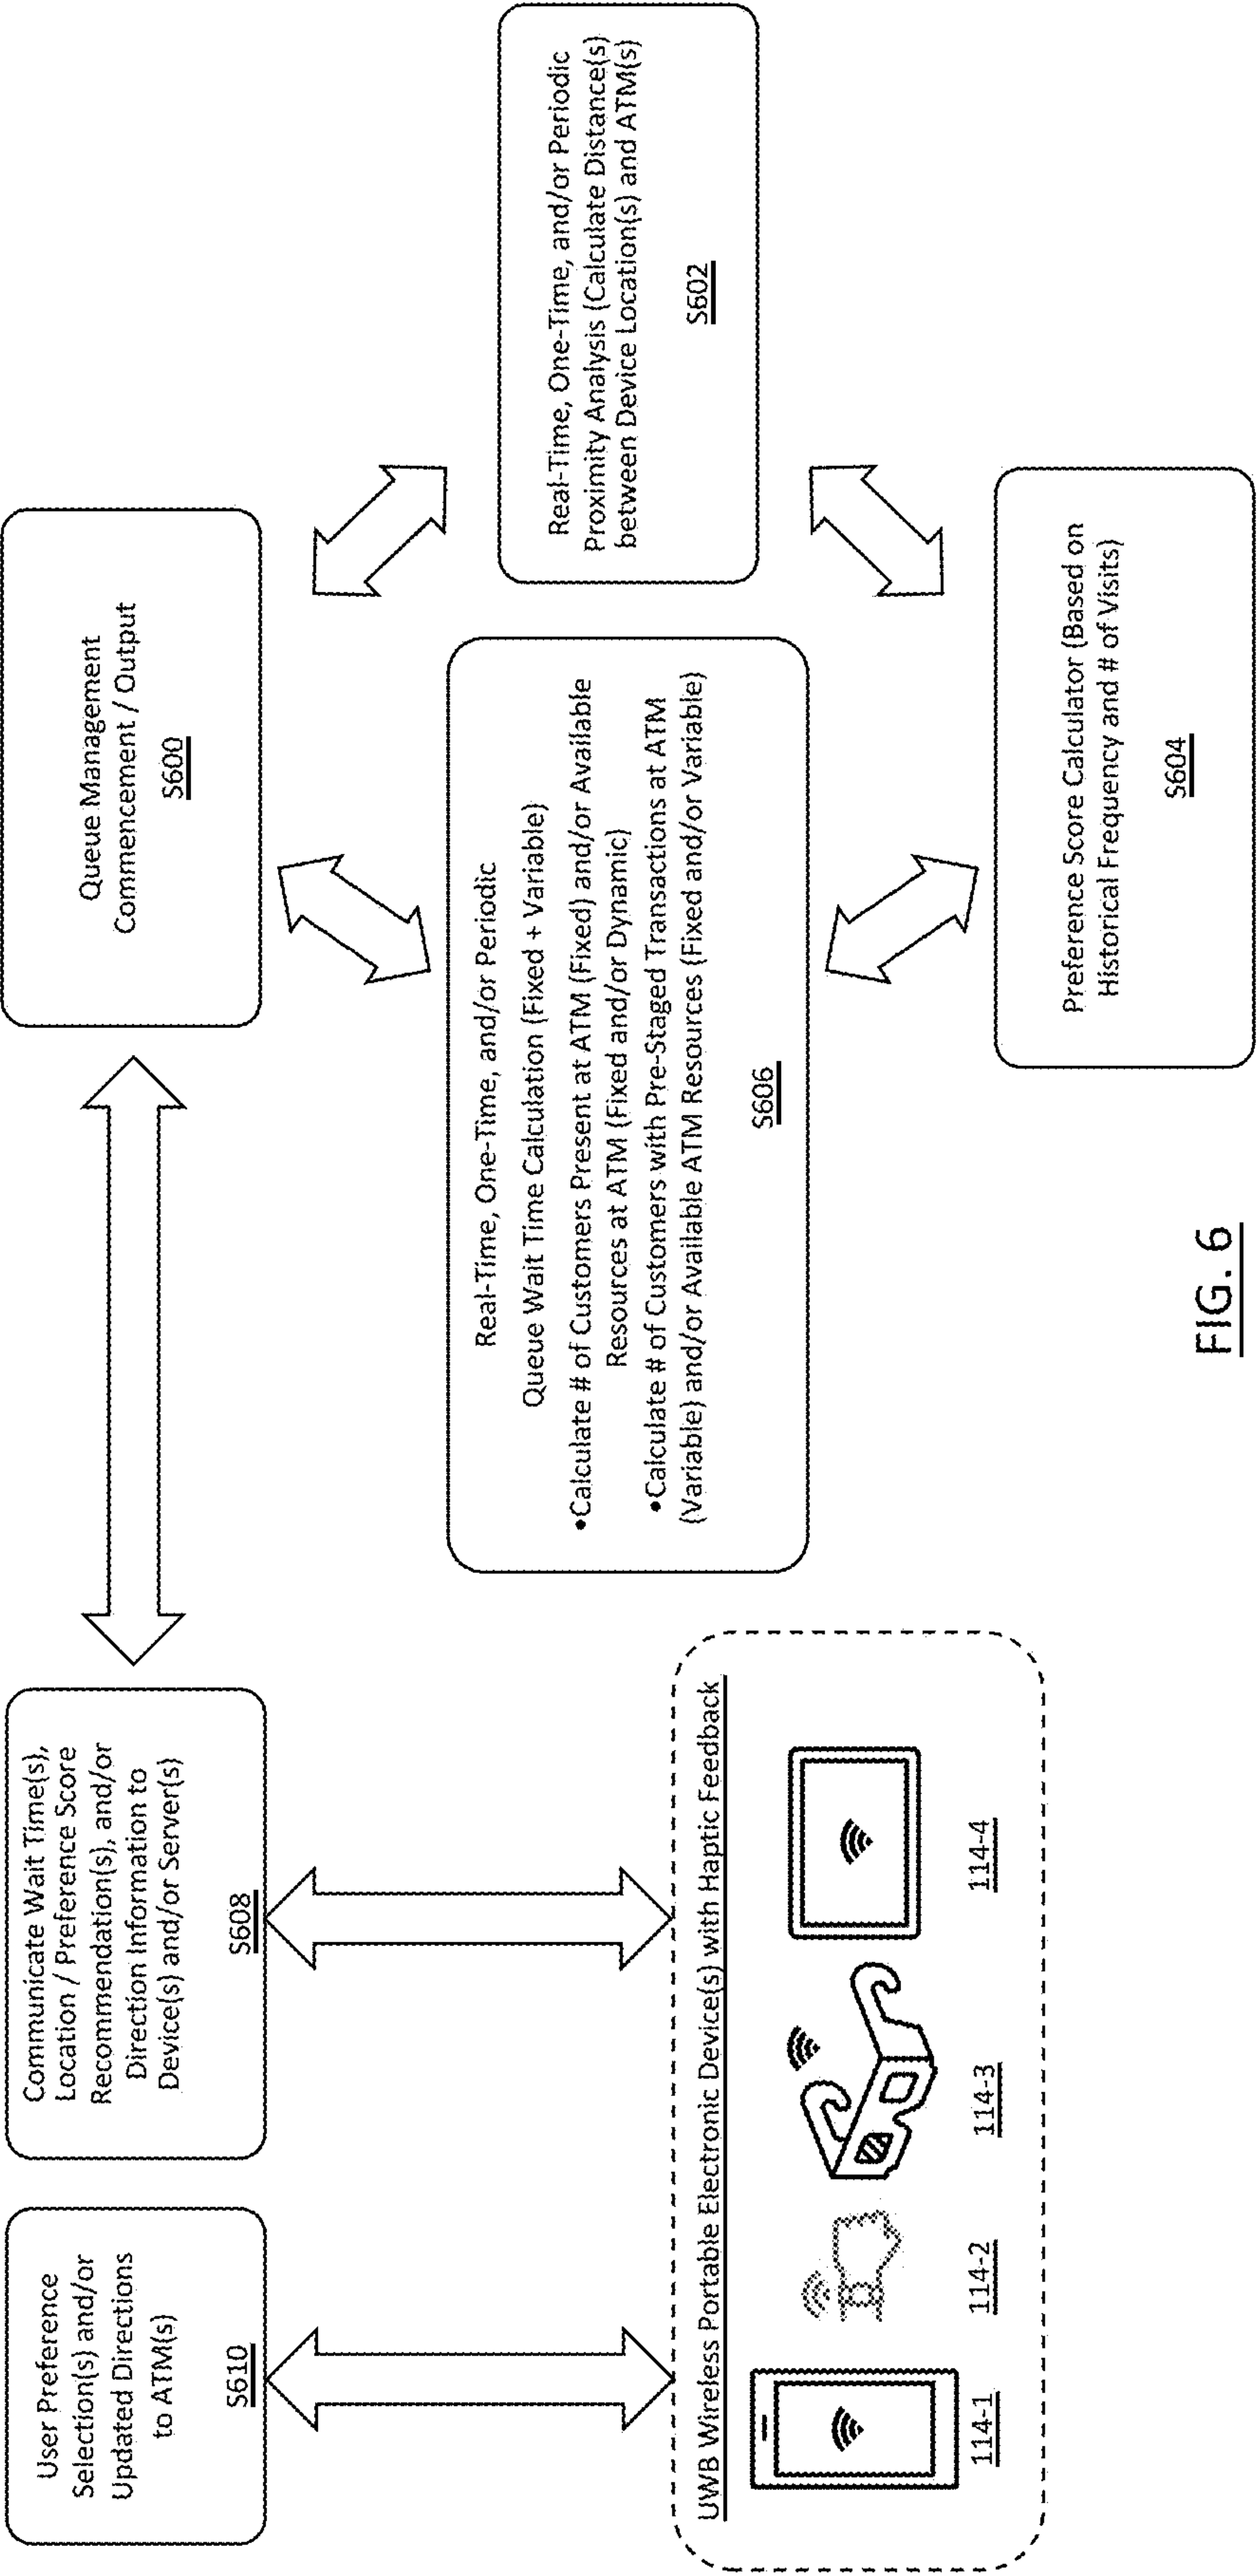 User Preference
Selection(s) and/or
Updated Directions
to ATM(s)
S610
Communicate Wait Time(s),
Location / Preference Score
Recommendation(s), and/or
Direction Information to
Device(s) and/or Server(s)
S608
Queue Management
Commencement / Output
S600
Real-Time, One-Time, and/or Periodic
Proximity Analysis (Calculate Distance(s)
between Device Location(s) and ATM(s)
S602
Real-Time, One-Time, and/or Periodic
Queue Wait Time Calculation (Fixed + Variable)
•Calculate # of Customers Present at ATM (Fixed) and/or Available
Resources at ATM (Fixed and/or Dynamic)
•Calculate # of Customers with Pre-Staged Transactions at ATM
(Variable) and/or Available ATM Resources (Fixed and/or Variable)
S606
Preference Score Calculator (Based on
Historical Frequency and # of Visits)
S604
UWB Wireless Portable Electronic Device(s) with Haptic Feedback
114-1
114-2
114-3
114-4
FIG. 6